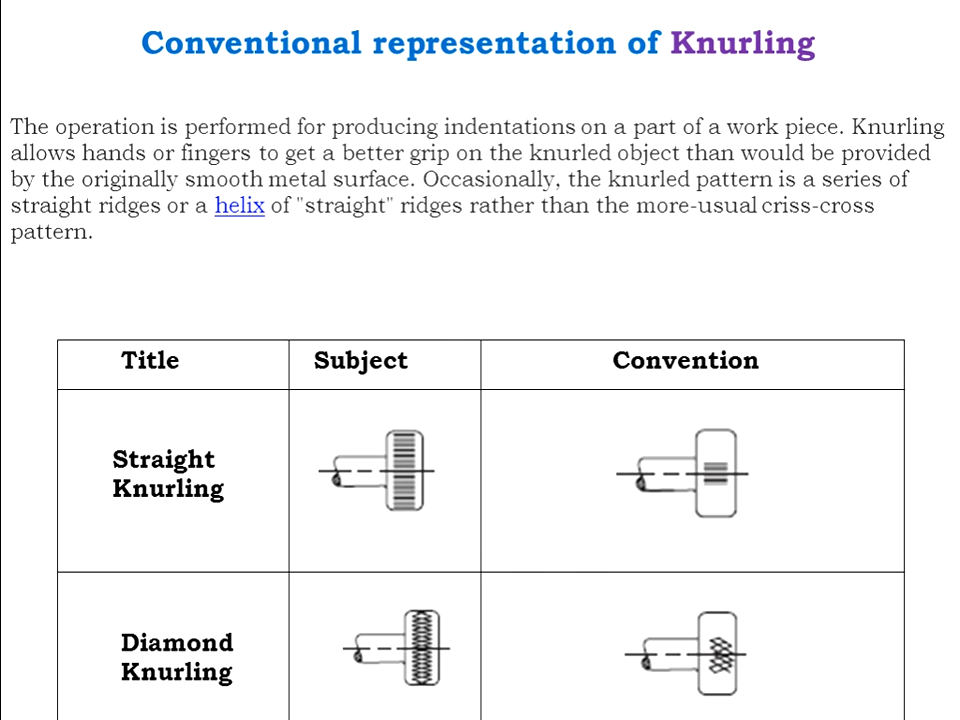 Conventional representation of Knurling
The operation is performed for producing indentations on a part of a work piece. Knurling
allows hands or fingers to get a better grip on the knurled object than would be provided
by the originally smooth metal surface. Occasionally, the knurled pattern is a series of
straight ridges or a helix of "straight" ridges rather than the more-usual criss-cross
pattern.
Title Subject Convention
Straight
Knurling
Diamond
Knurling